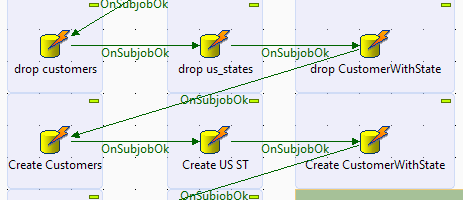 OnSubjobOk
OnSubjobOk
OnSubjobOk
drop customers
drop us_states
drop CustomerWithState
OnSubjobOk
OnSubjobOk
OnSubjobOk
Create Customers
Create US ST
Create CustomerWithState
OnSubjobOk